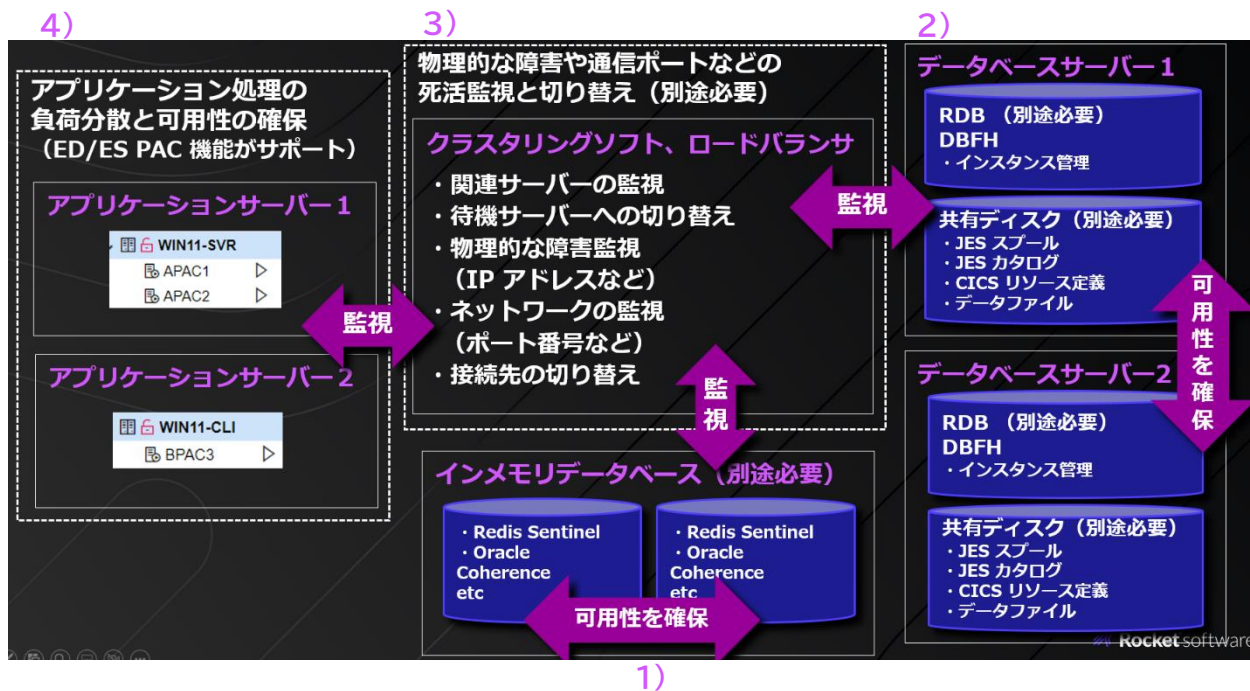 4）
3）
2）
アプリケーション処理の
負荷分散と可用性の確保
（ED/ES PAC 機能がサポート）
アプリケーションサーバー１
WIN11-SVR
APAC1
APAC2
アプリケーションサーバー２
WIN11-CLI
BPAC3
監視
物理的な障害や通信ポートなどの
死活監視と切り替え（別途必要）
クラスタリングソフト、ロードバランサ
・関連サーバーの監視
・待機サーバーへの切り替え
・物理的な障害監視
（IP アドレスなど）
・ネットワークの監視
（ポート番号など）
・接続先の切り替え
監視
監視
インメモリデータベース（別途必要）
・Redis Sentinel
・Oracle
Coherence
etc
・Redis Sentinel
・Oracle
Coherence
etc
可用性を確保
データベースサーバー１
RDB （別途必要）
DBFH
・インスタンス管理
共有ディスク（別途必要）
・JES スプール
・JES カタログ
・CICS リソース定義
・データファイル
可用性を確保
データベースサーバー2
RDB （別途必要）
DBFH
・インスタンス管理
共有ディスク（別途必要）
・JES スプール
・JES カタログ
・CICS リソース定義
・データファイル
Rocket software
1）